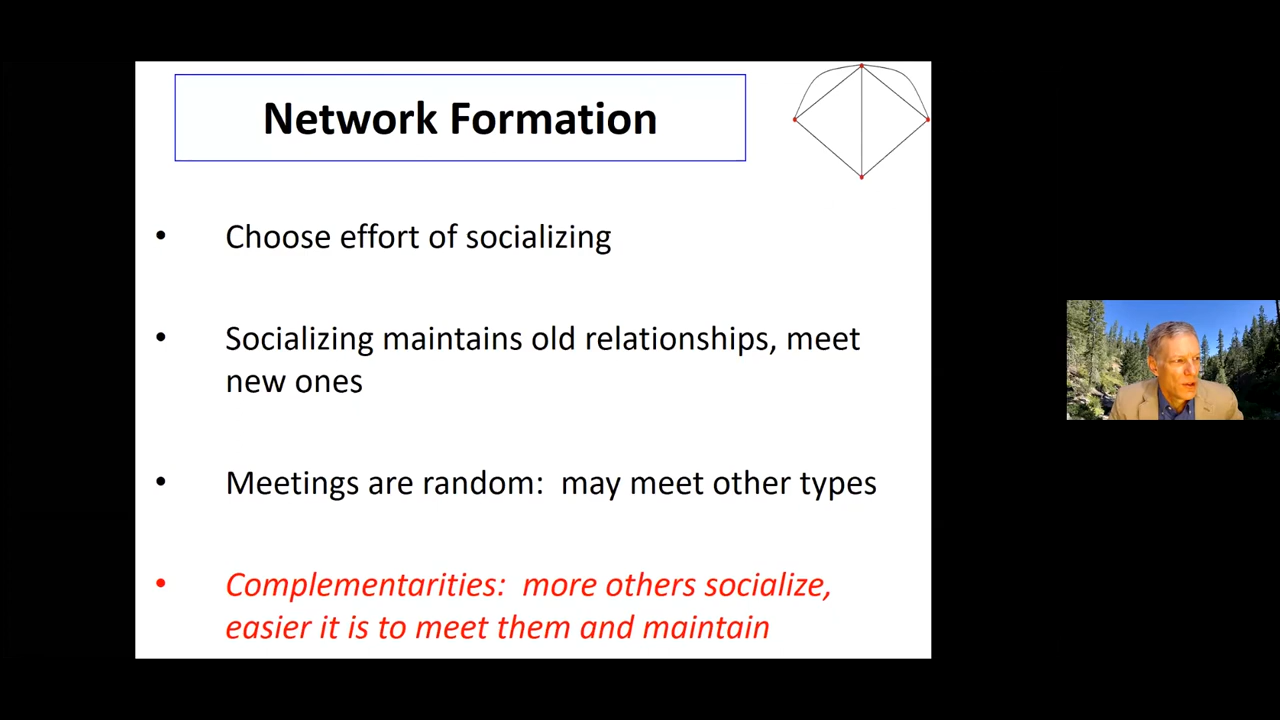 Network Formation
• Choose effort of socializing
• Socializing maintains old relationships, meet
new ones
• Meetings are random:  may meet other types
• Complementarities:  more others socialize,
easier it is to meet them and maintain